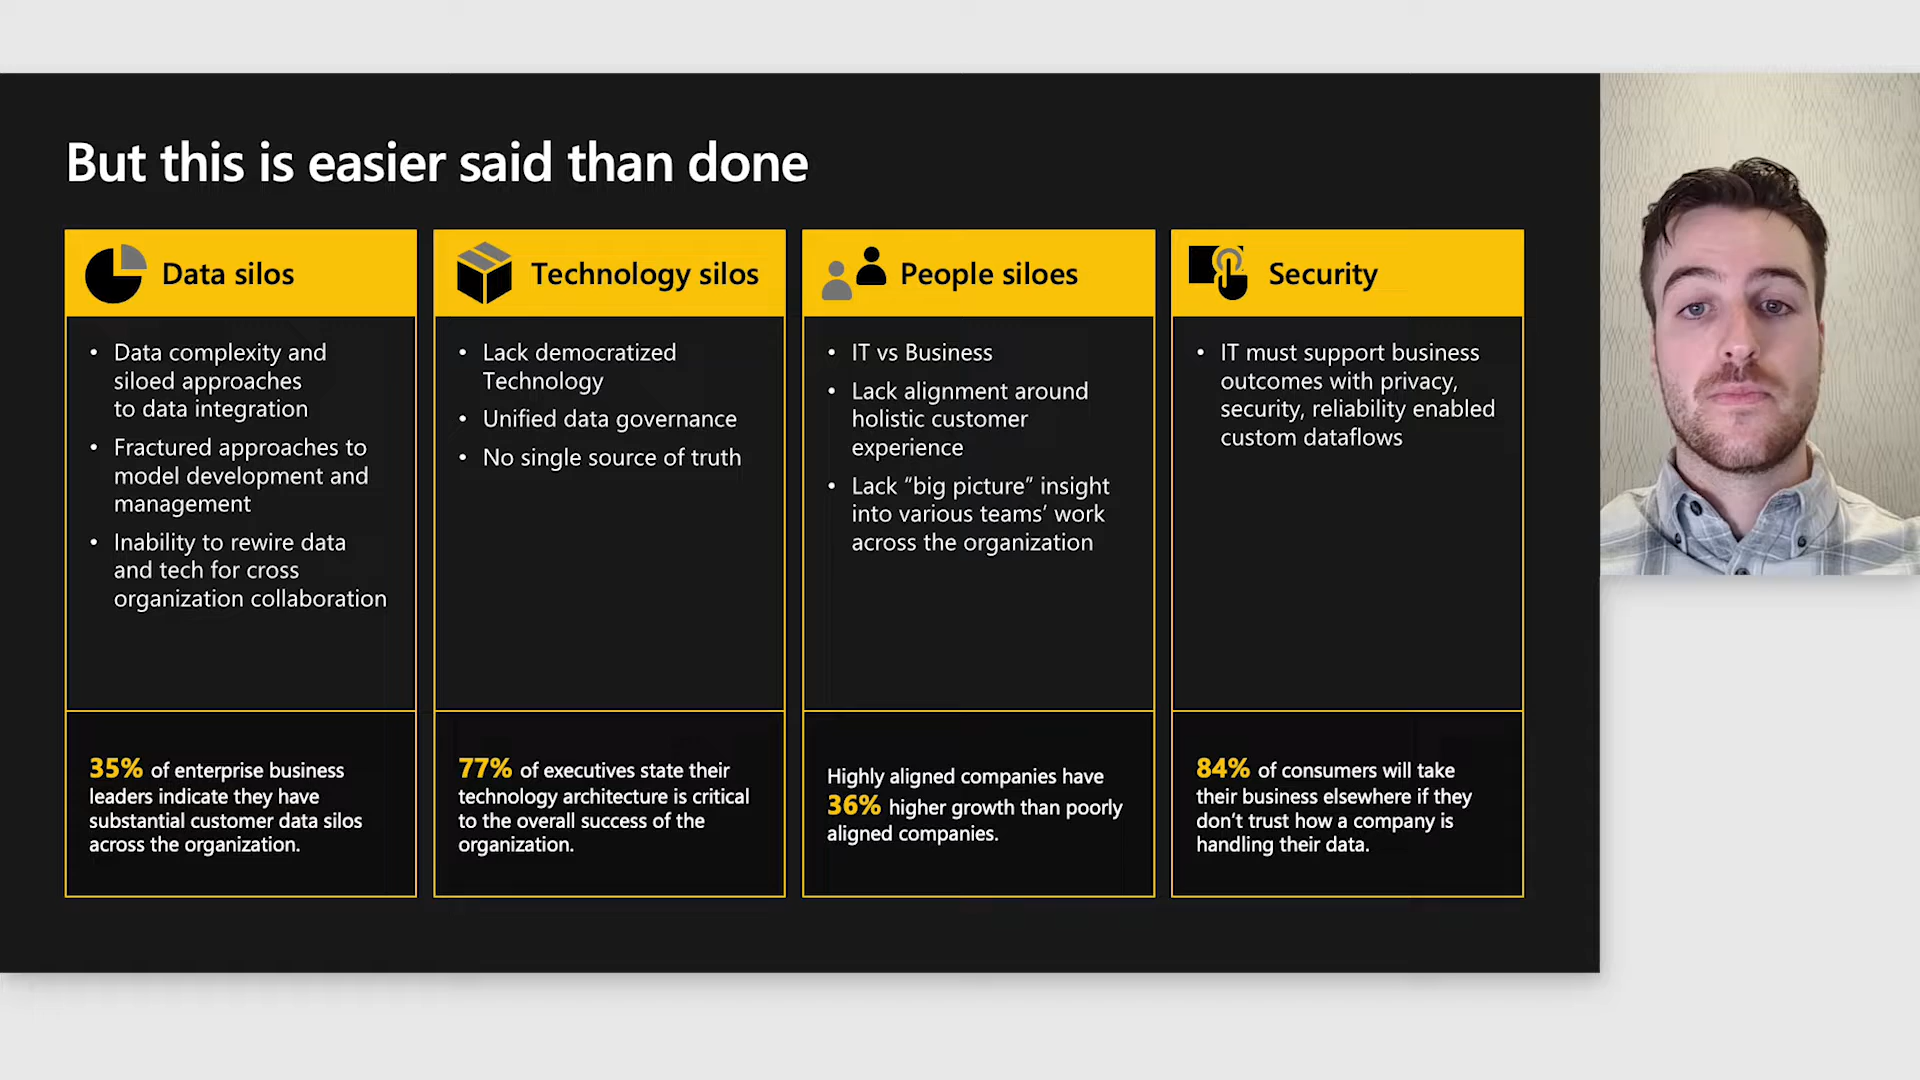 But this is easier said than done
Data silos
• Data complexity and
siloed approaches
to data integration
• Fractured approaches to
model development and
management
• Inability to rewire data
and tech for cross
organization collaboration
35% of enterprise business
leaders indicate they have
substantial customer data silos
across the organization.
Technology silos
• Lack democratized
Technology
• Unified data governance
• No single source of truth
77% of executives state their
technology architecture is critical
to the overall success of the
organization.
People siloes
• IT vs Business
• Lack alignment around
holistic customer
experience
• Lack “big picture” insight
into various teams’ work
across the organization
Highly aligned companies have
36% higher growth than poorly
aligned companies.
Security
• IT must support business
outcomes with privacy,
security, reliability enabled
custom dataflows
84% of consumers will take
their business elsewhere if they
don’t trust how a company is
handling their data.